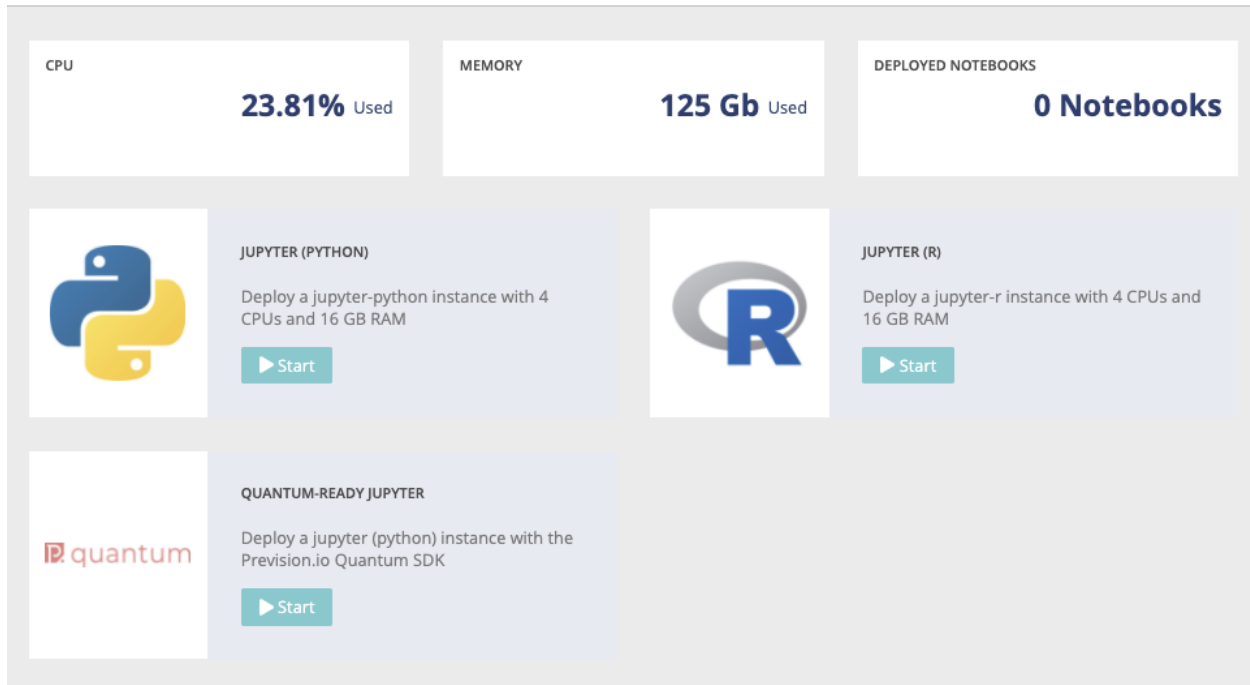 CPU
23.81% Used
MEMORY
125 Gb Used
DEPLOYED NOTEBOOKS
0 Notebooks
JUPYTER (PYTHON)
Deploy a jupyter-python instance with 4
CPUs and 16 GB RAM
Start
R
JUPYTER (R)
Deploy a jupyter-r instance with 4 CPUs and
16 GB RAM
Start
P. quantum
QUANTUM-READY JUPYTER
Deploy a jupyter (python) instance with the
Prevision.io Quantum SDK
Start